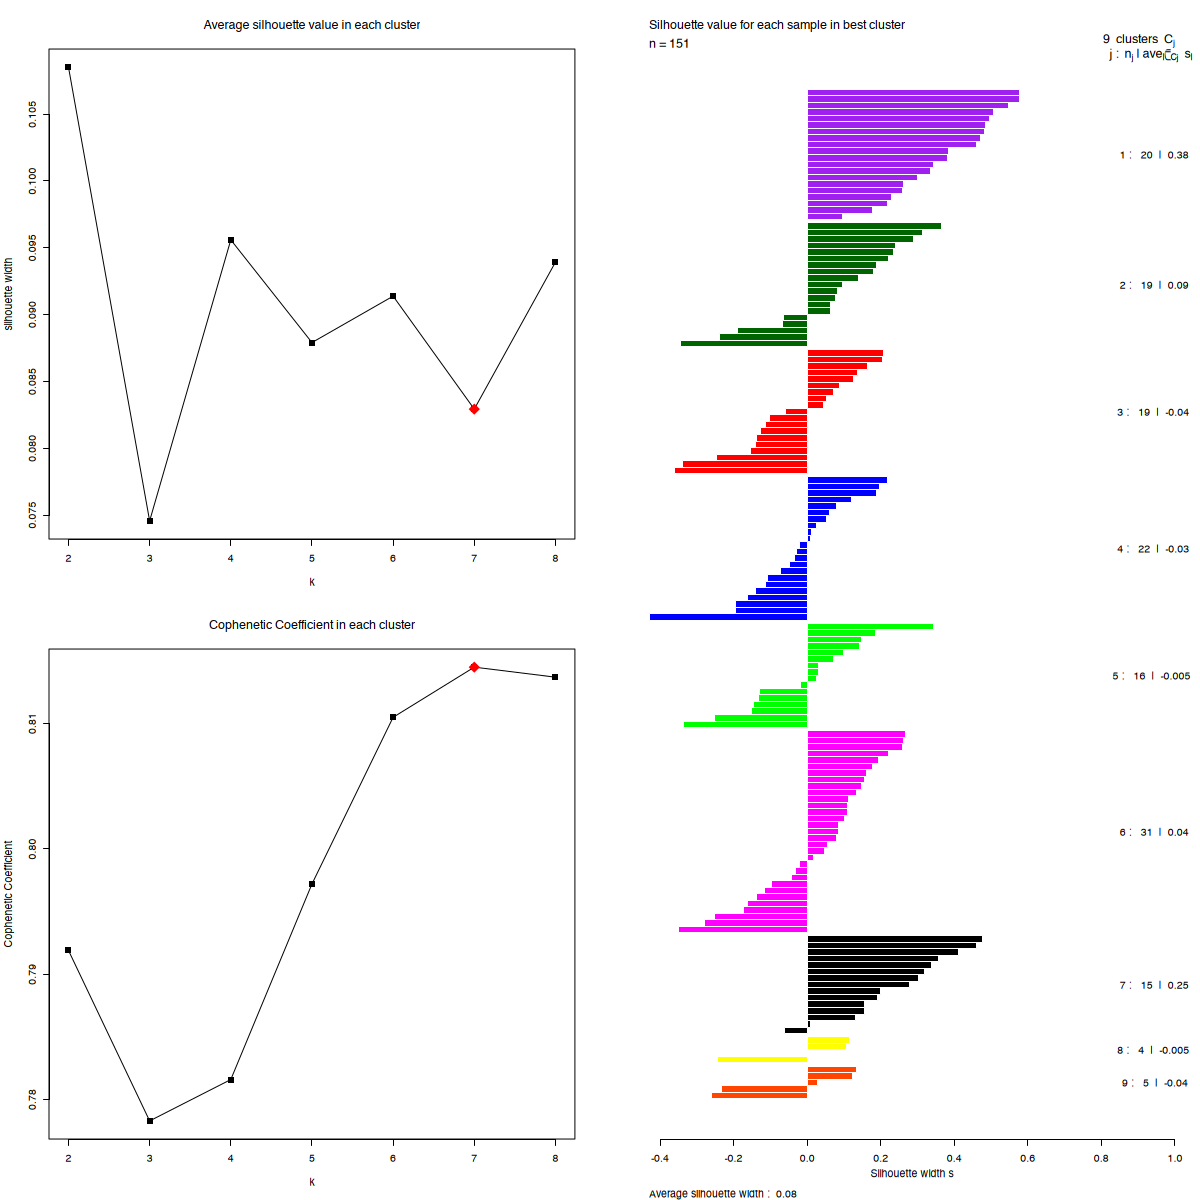 Average silhouette value in each cluster
silhouette width
0.105
0.100
0.095
0.090
0.085
0.080
0.075
2 3 4 5 6 7 8
k
Cophenetic Coefficient in each cluster
Cophenetic Coefficient
0.81
0.80
0.79
0.78
2 3 4 5 6 7 8
k
Silhouette value for each sample in best cluster
n = 151
9 clusters Cj
j : nj | avei∈Cj si
1 : 20 | 0.38
2 : 19 | 0.09
3 : 19 | -0.04
4 : 22 | -0.03
5 : 16 | -0.005
6 : 31 | 0.04
7 : 15 | 0.25
8 : 4 | -0.005
9 : 5 | -0.04
-0.4 -0.2 0.0 0.2 0.4 0.6 0.8 1.0
Silhouette width s
Average silhouette width : 0.08